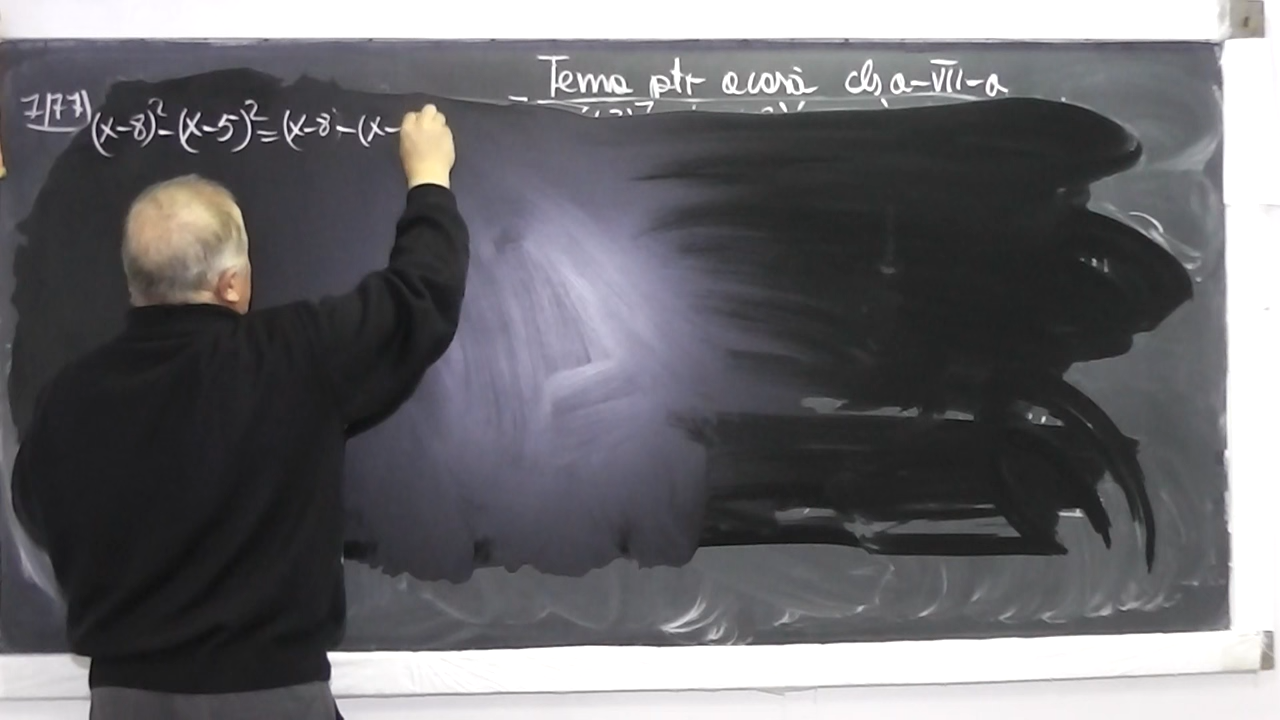 Tema ptr acasă cls a-VII-a
7|77| (x-8)²-(x-5)²=(x-8-(x-